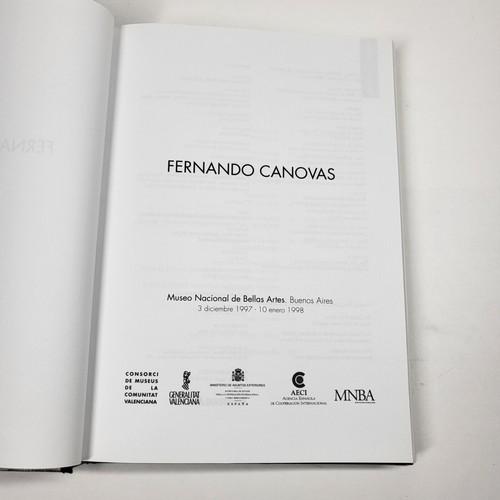 FERNANDO CANOVAS
Museo Nacional de Bellas Artes. Buenos Aires
3 diciembre 1997 - 10 enero 1998
CONSORCI
DE MUSEUS
DE LA
COMUNITAT
VALENCIANA
GENERALITAT
VALENCIANA
MINISTERIO DE ASUNTOS EXTERIORES
ESPAÑA
AECI
AGENCIA ESPAÑOLA
DE COOPERACIÓN INTERNACIONAL
MNBA